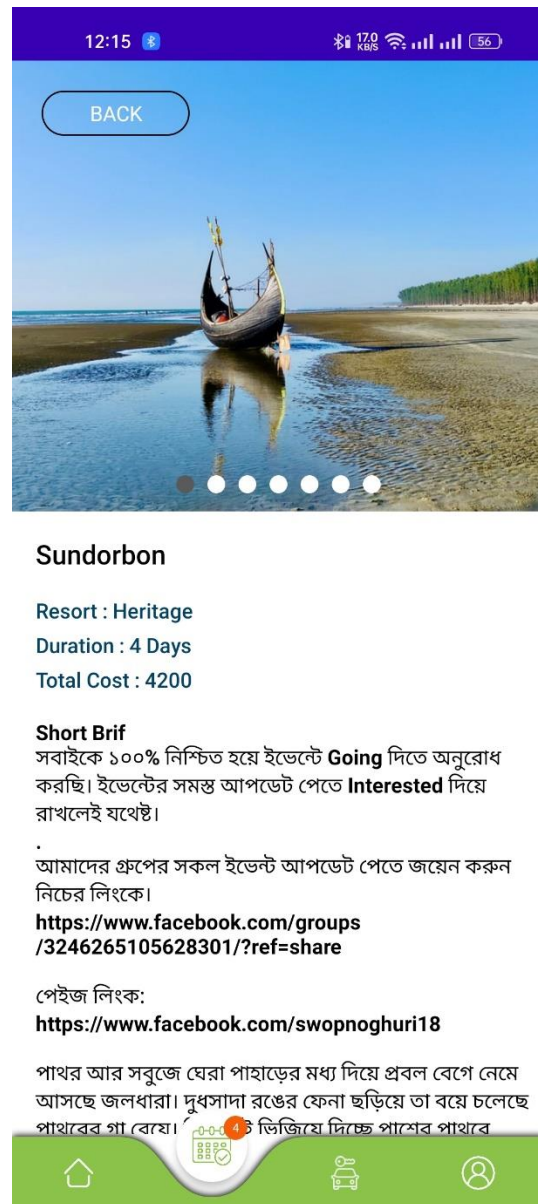 12:15
17.0
KB/S
56
BACK
Sundorbon
Resort : Heritage
Duration : 4 Days
Total Cost : 4200
Short Brif
সবাইকে ১০০% নিশ্চিত হয়ে ইভেন্টে Going দিতে অনুরোধ
করছি। ইভেন্টের সমস্ত আপডেট পেতে Interested দিয়ে
রাখলেই যথেষ্ট।
.
আমাদের গ্রুপের সকল ইভেন্ট আপডেট পেতে জয়েন করুন
নিচের লিংকে।
https://www.facebook.com/groups
/3246265105628301/?ref=share
পেইজ লিংক:
https://www.facebook.com/swopnoghuri18
পাথর আর সবুজে ঘেরা পাহাড়ের মধ্য দিয়ে প্রবল বেগে নেমে
আসছে জলধারা। দুধসাদা রঙের ফেনা ছড়িয়ে তা বয়ে চলেছে
পাথরের গা বেয়ে। ভিজিয়ে দিচ্ছে পাশের পাথরে
4